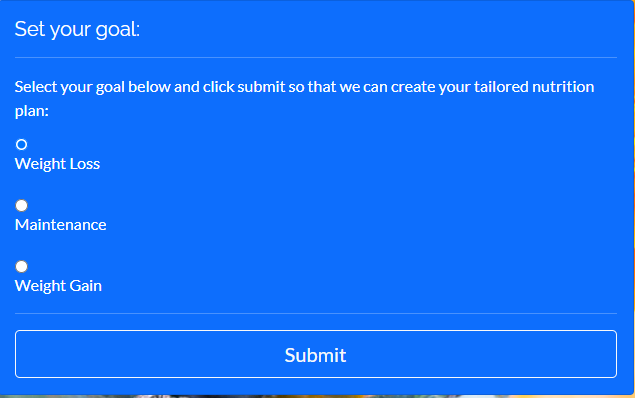 Set your goal:
Select your goal below and click submit so that we can create your tailored nutrition
plan:
Weight Loss
Maintenance
Weight Gain
Submit